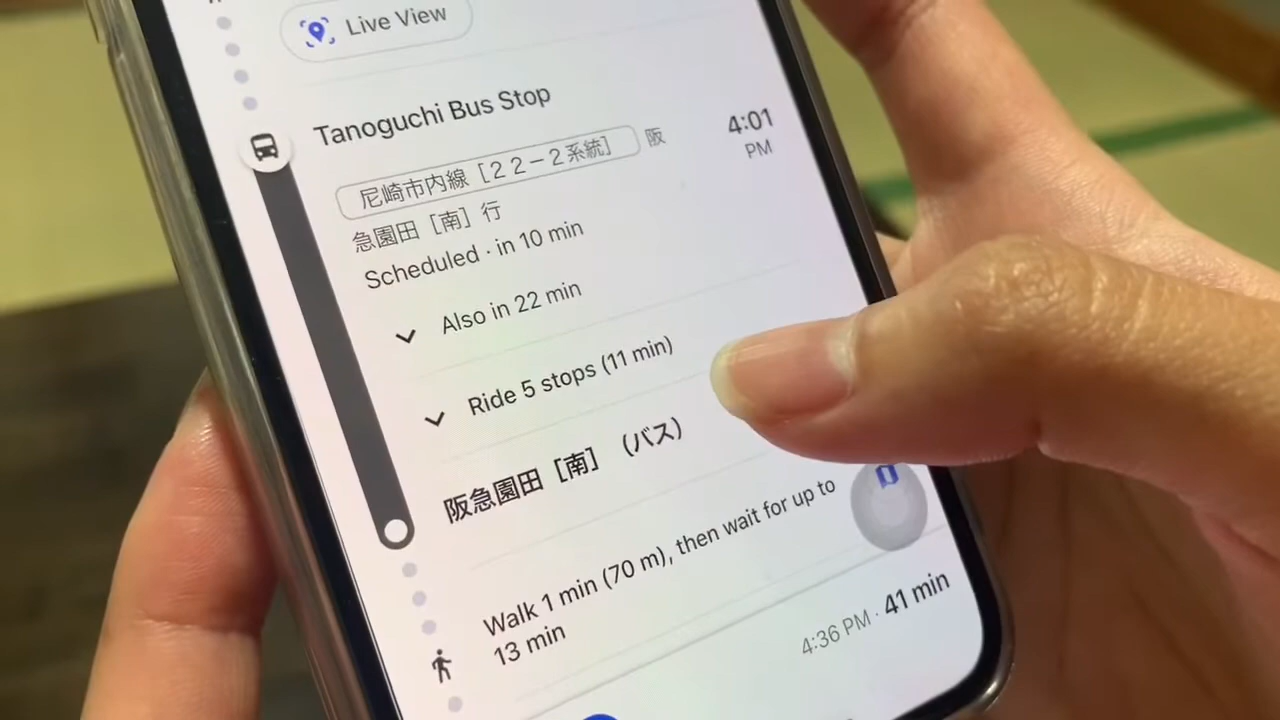 Live View
Tanoguchi Bus Stop
尼崎市内線［２２－２系統］ 阪
急園田［南］行
4:01
PM
Scheduled · in 10 min
Also in 22 min
Ride 5 stops (11 min)
阪急園田［南］（バス）
Walk 1 min (70 m), then wait for up to
13 min
4:36 PM · 41 min